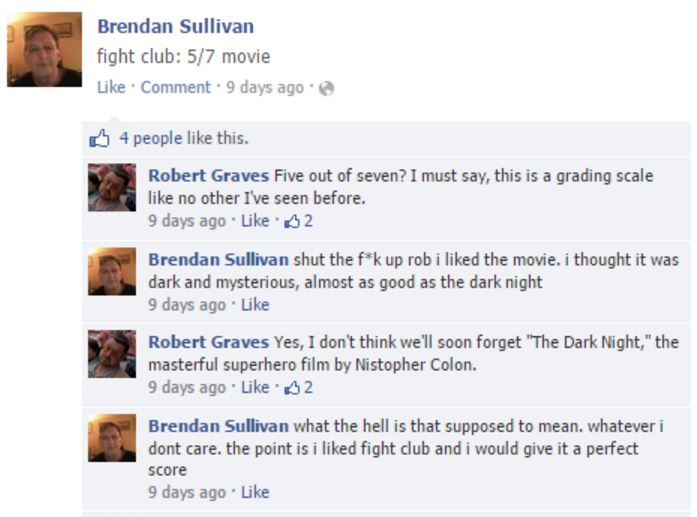 Brendan Sullivan
fight club: 5/7 movie
Like · Comment · 9 days ago ·
4 people like this.
Robert Graves Five out of seven? I must say, this is a grading scale
like no other I've seen before.
9 days ago · Like · 2
Brendan Sullivan shut the f*k up rob i liked the movie. i thought it was
dark and mysterious, almost as good as the dark night
9 days ago · Like
Robert Graves Yes, I don't think we'll soon forget "The Dark Night," the
masterful superhero film by Nistopher Colon.
9 days ago · Like · 2
Brendan Sullivan what the hell is that supposed to mean. whatever i
dont care. the point is i liked fight club and i would give it a perfect
score
9 days ago · Like